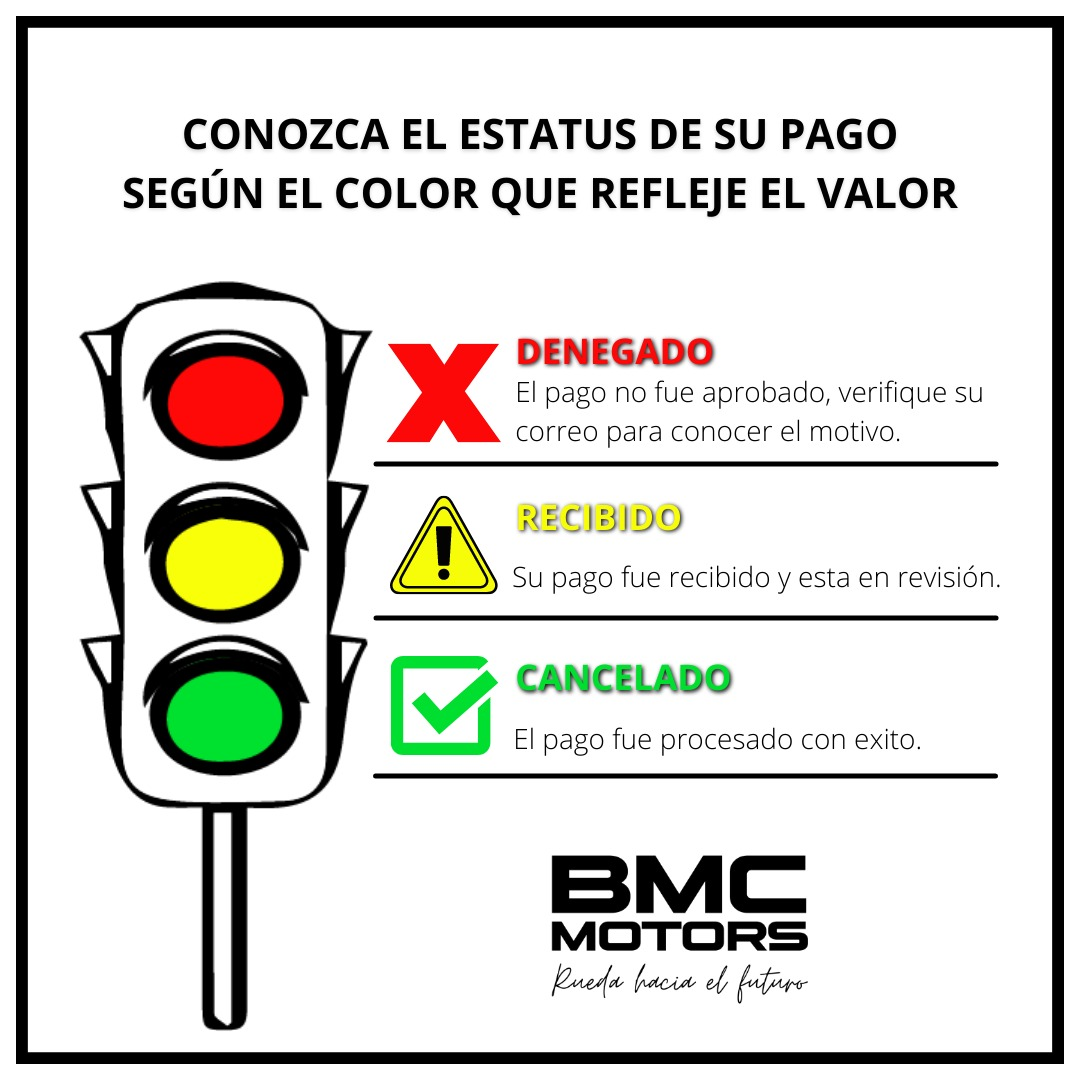 CONOZCA EL ESTATUS DE SU PAGO
SEGÚN EL COLOR QUE REFLEJE EL VALOR
DENEGADO
El pago no fue aprobado, verifique su
correo para conocer el motivo.
RECIBIDO
Su pago fue recibido y esta en revisión.
CANCELADO
El pago fue procesado con exito.
BMC
MOTORS
Rueda hacia el futuro